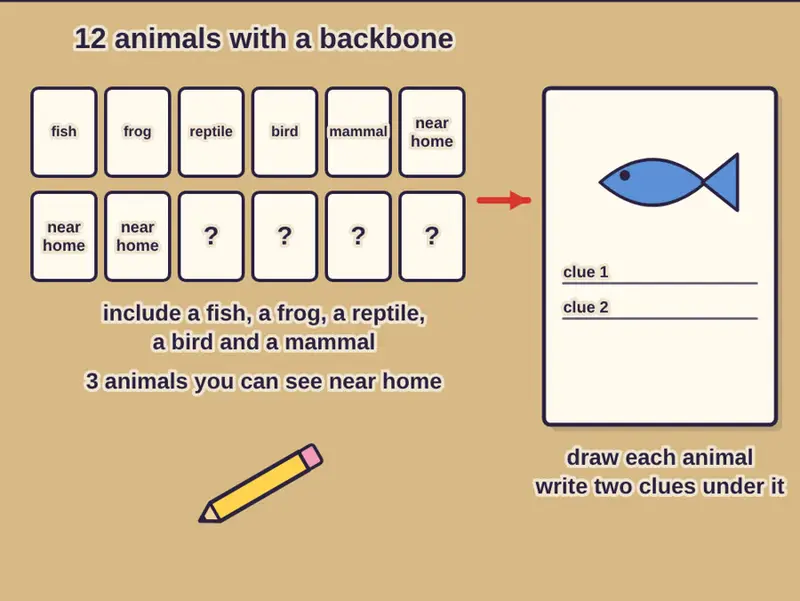 12 animals with a backbone
fish
frog
reptile
bird
mammal
near
home
near
home
near
home
?
?
?
?
include a fish, a frog, a reptile,
a bird and a mammal
3 animals you can see near home
clue 1
clue 2
draw each animal
write two clues under it